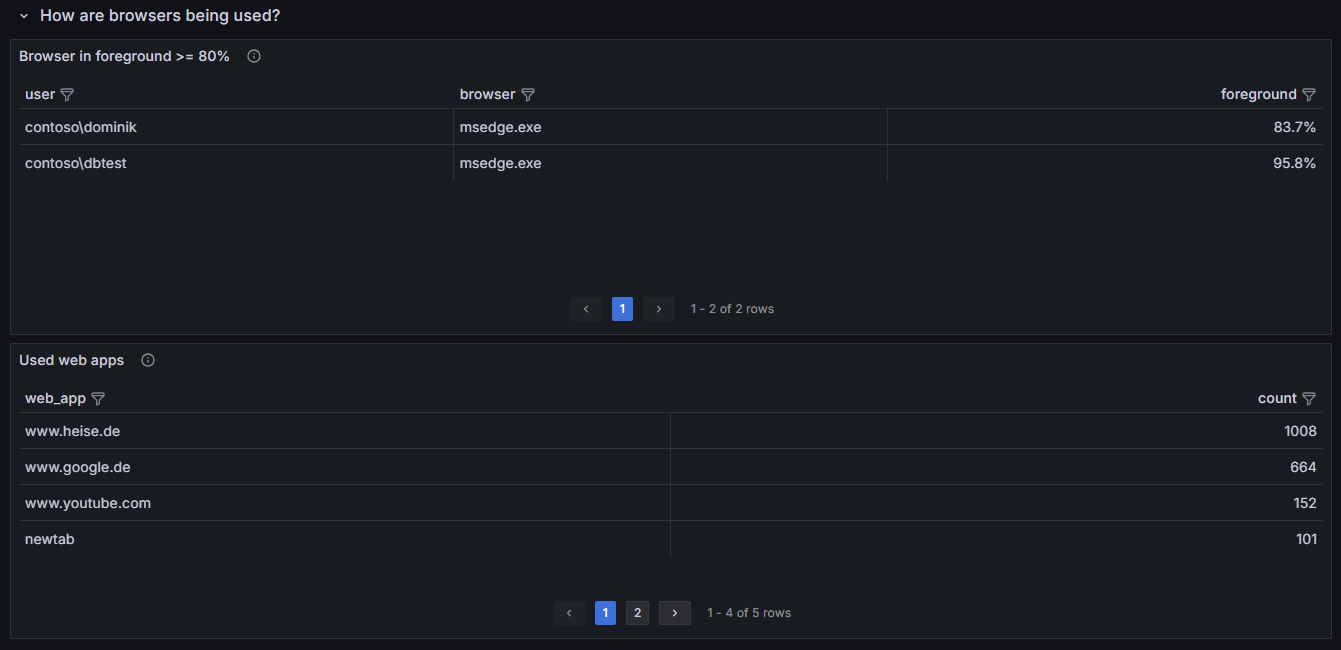 How are browsers being used?
Browser in foreground >= 80%
user browser foreground
contoso\dominik msedge.exe 83.7%
contoso\dbtest msedge.exe 95.8%
1 1 - 2 of 2 rows
Used web apps
web_app count
www.heise.de 1008
www.google.de 664
www.youtube.com 152
newtab 101
1 2 1 - 4 of 5 rows